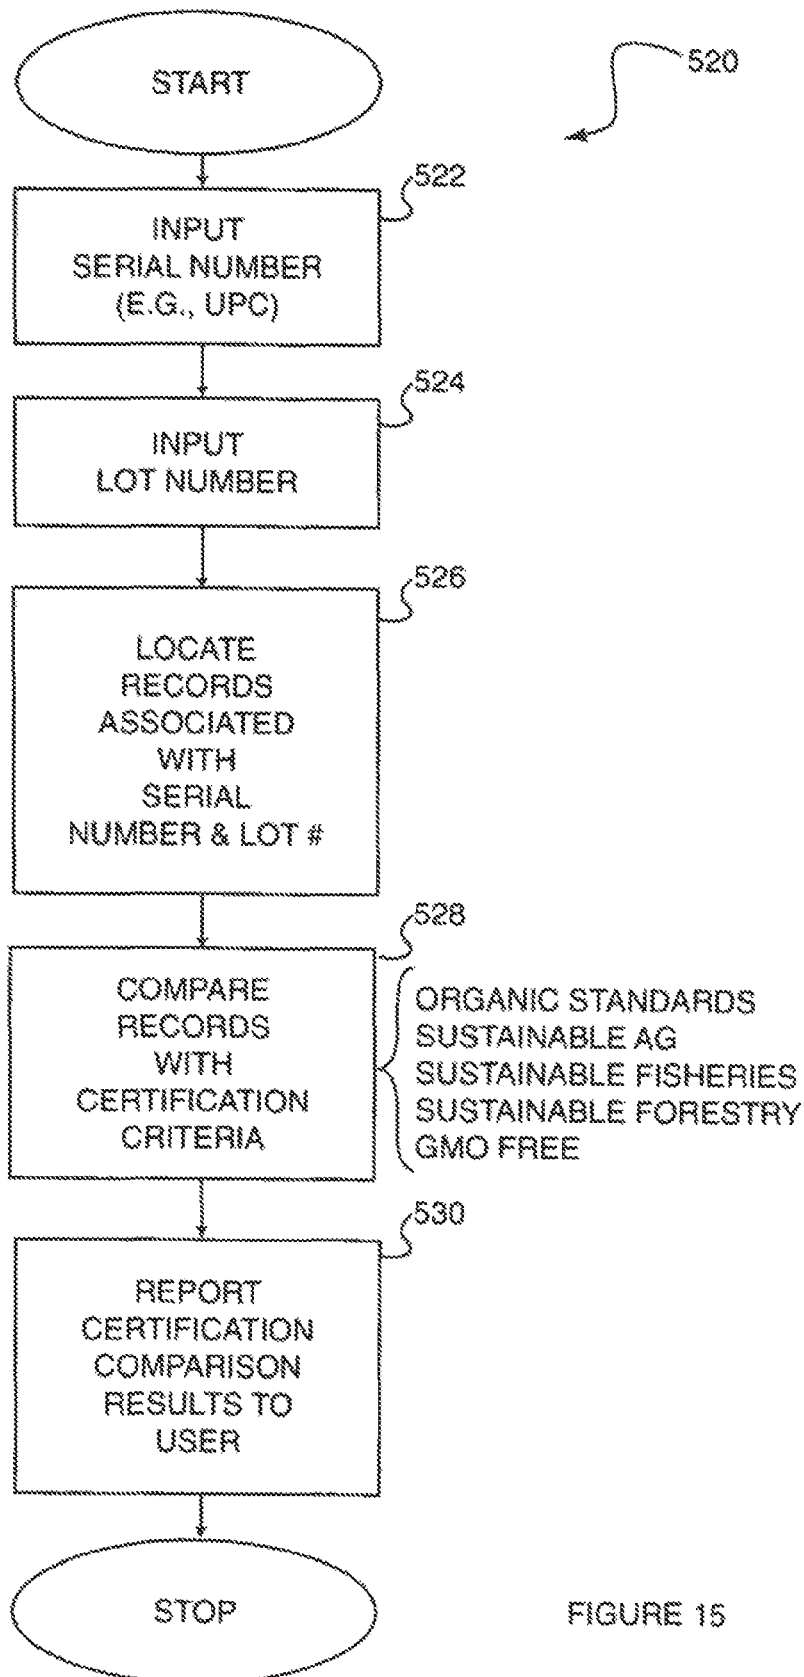 START
520
522
INPUT
SERIAL NUMBER
(E.G., UPC)
524
INPUT
LOT NUMBER
526
LOCATE
RECORDS
ASSOCIATED
WITH
SERIAL
NUMBER & LOT #
528
COMPARE
RECORDS
WITH
CERTIFICATION
CRITERIA
ORGANIC STANDARDS
SUSTAINABLE AG
SUSTAINABLE FISHERIES
SUSTAINABLE FORESTRY
GMO FREE
530
REPORT
CERTIFICATION
COMPARISON
RESULTS TO
USER
STOP
FIGURE 15